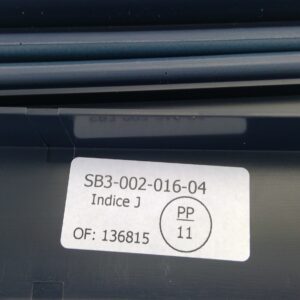 SB3-002-016-04
Indice J
PP
11
OF: 136815